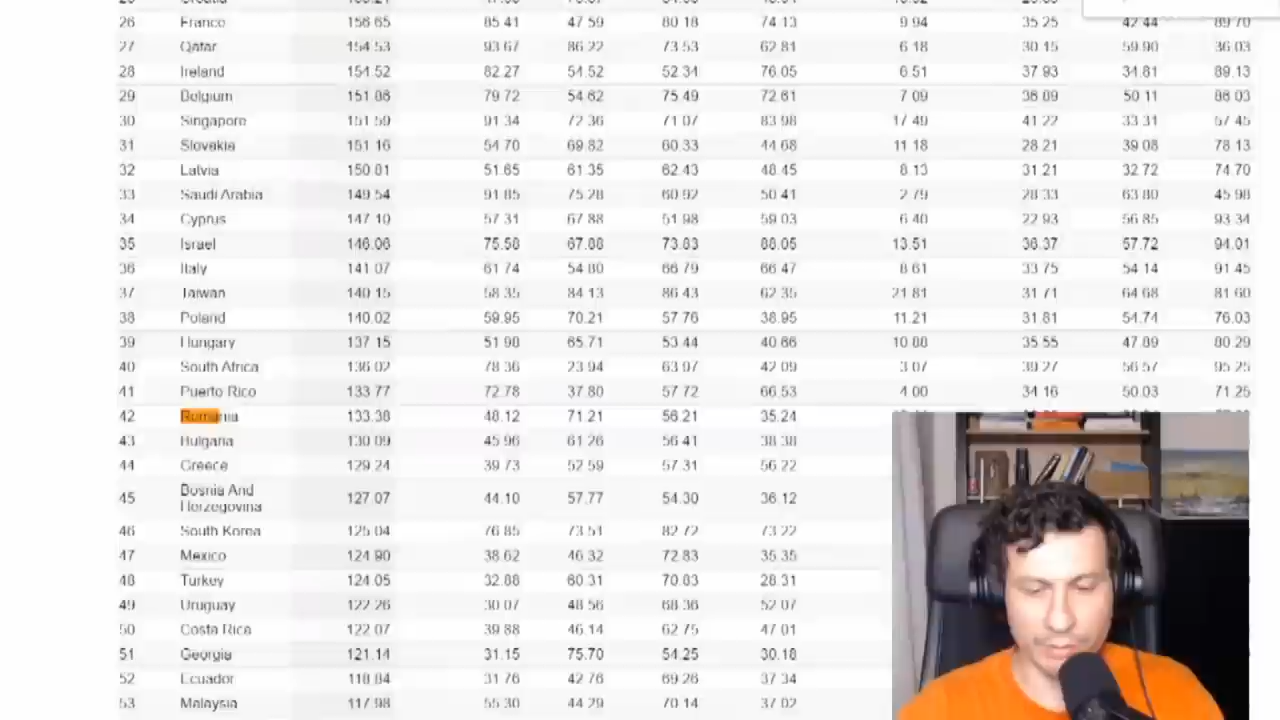 26 France 156.65 85.41 47.59 80.18 74.13 9.94 35.25 42.44 89.70
27 Qatar 154.53 93.67 86.22 73.53 62.81 6.18 30.15 59.90 36.03
28 Ireland 154.52 82.27 54.52 52.34 76.05 6.51 37.93 34.81 89.13
29 Belgium 151.86 79.72 54.62 75.49 72.61 7.09 36.09 50.11 86.03
30 Singapore 151.59 91.34 72.36 71.07 83.98 17.49 41.22 33.31 57.45
31 Slovakia 151.16 54.70 69.82 60.33 44.68 11.18 28.21 39.08 78.13
32 Latvia 150.81 51.65 61.35 62.43 48.45 8.13 31.21 32.72 74.70
33 Saudi Arabia 149.54 91.85 75.28 60.92 50.41 2.79 28.33 63.80 45.98
34 Cyprus 147.10 57.31 67.88 51.98 59.03 6.40 22.93 56.85 93.34
35 Israel 146.06 75.58 67.88 73.83 88.05 13.51 36.37 57.72 94.01
36 Italy 141.07 61.74 54.80 66.79 66.47 8.61 33.75 54.14 91.45
37 Taiwan 140.15 58.35 84.13 86.43 62.35 21.81 31.71 64.68 81.60
38 Poland 140.02 59.95 70.21 57.76 38.95 11.21 31.81 54.74 76.03
39 Hungary 137.15 51.98 65.71 53.44 40.66 10.88 35.55 47.89 80.29
40 South Africa 136.02 78.36 23.94 63.97 42.09 3.07 39.27 56.57 95.25
41 Puerto Rico 133.77 72.78 37.80 57.72 66.53 4.00 34.16 50.03 71.25
42 Romania 133.38 48.12 71.21 56.21 35.24
43 Bulgaria 130.09 45.96 61.26 56.41 38.38
44 Greece 129.24 39.73 52.59 57.31 56.22
45 Bosnia And Herzegovina 127.07 44.10 57.77 54.30 36.12
46 South Korea 125.04 76.85 73.51 82.72 73.22
47 Mexico 124.90 38.62 46.32 72.83 35.35
48 Turkey 124.05 32.88 60.31 70.83 28.31
49 Uruguay 122.26 30.07 48.56 68.36 52.07
50 Costa Rica 122.07 39.88 46.14 62.75 47.01
51 Georgia 121.14 31.15 75.70 54.25 30.18
52 Ecuador 118.84 31.76 42.76 69.26 37.34
53 Malaysia 117.98 55.30 44.29 70.14 37.02